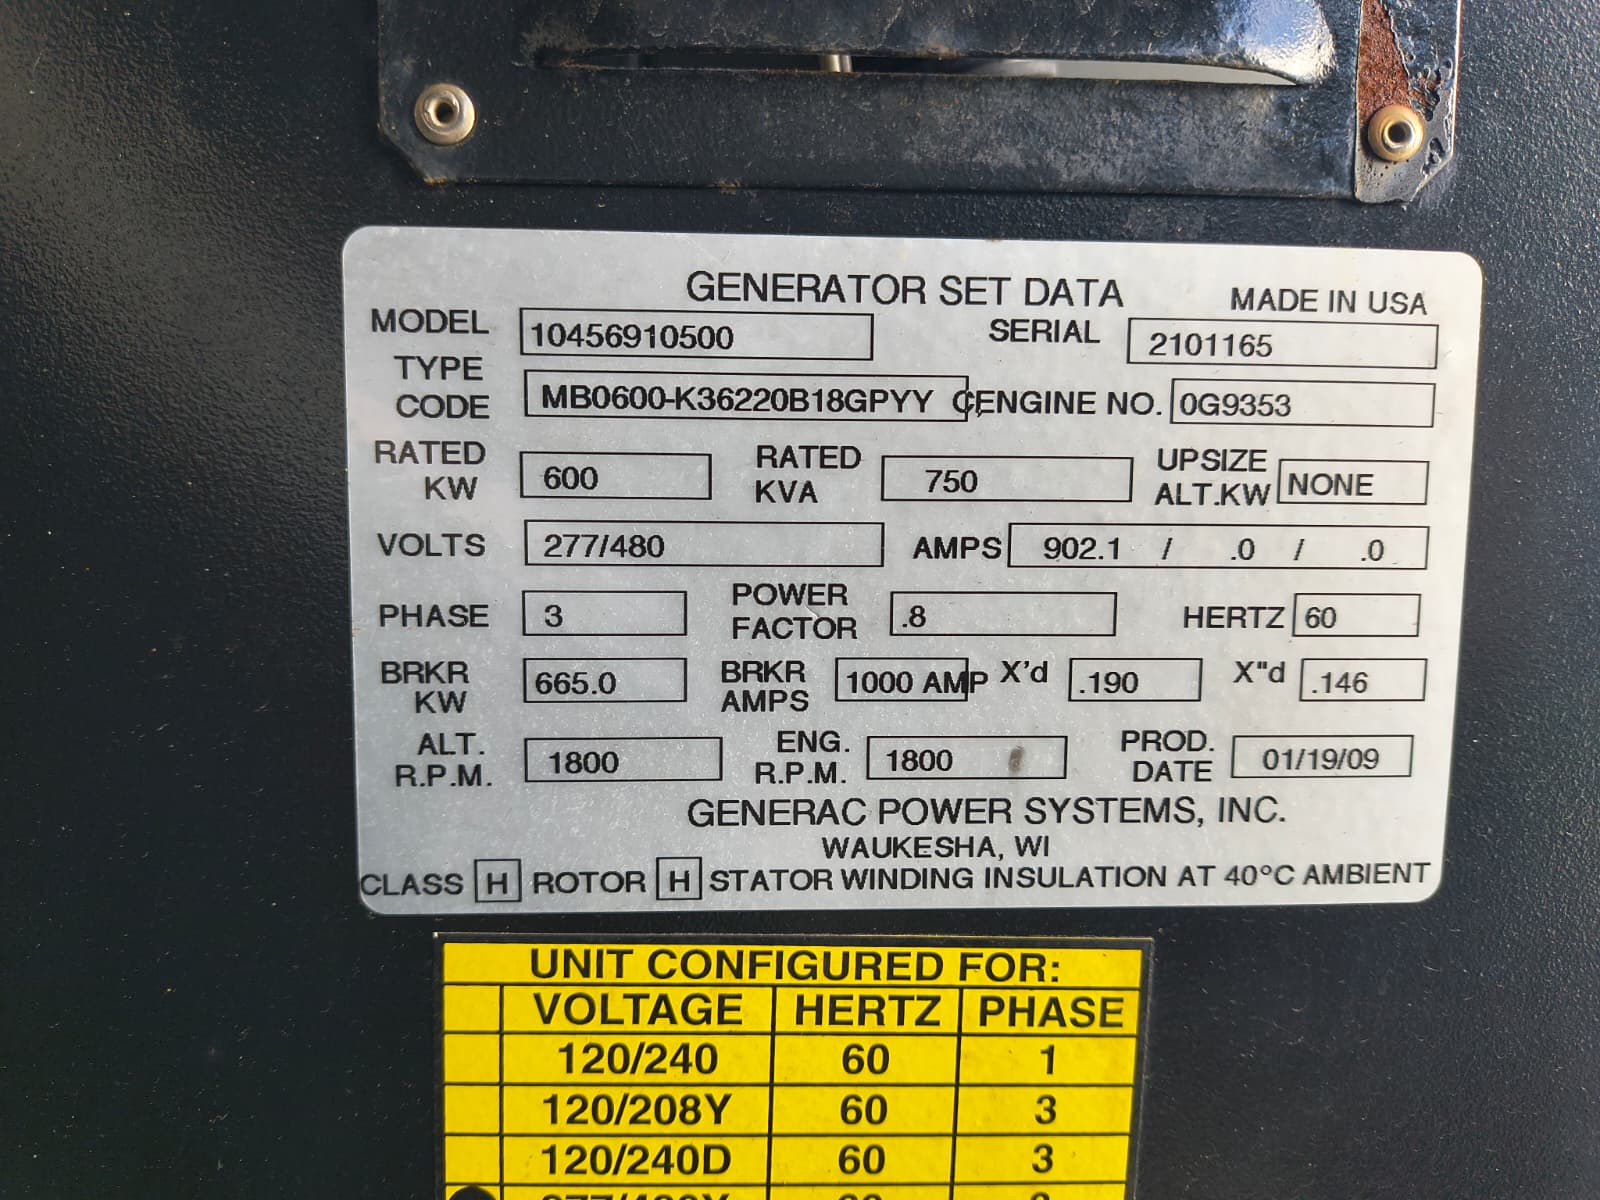 GENERATOR SET DATA MADE IN USA
MODEL 10456910500 SERIAL 2101165
TYPE CODE MB0600-K36220B18GPYY ENGINE NO. 0G9353
RATED KW 600 RATED KVA 750 UPSIZE ALT.KW NONE
VOLTS 277/480 AMPS 902.1 / .0 / .0
PHASE 3 POWER FACTOR .8 HERTZ 60
BRKR KW 665.0 BRKR AMPS 1000 AMP X'd .190 X"d .146
ALT. R.P.M. 1800 ENG. R.P.M. 1800 PROD. DATE 01/19/09
GENERAC POWER SYSTEMS, INC.
WAUKESHA, WI
CLASS H ROTOR H STATOR WINDING INSULATION AT 40°C AMBIENT
UNIT CONFIGURED FOR:
VOLTAGE HERTZ PHASE
120/240 60 1
120/208Y 60 3
120/240D 60 3